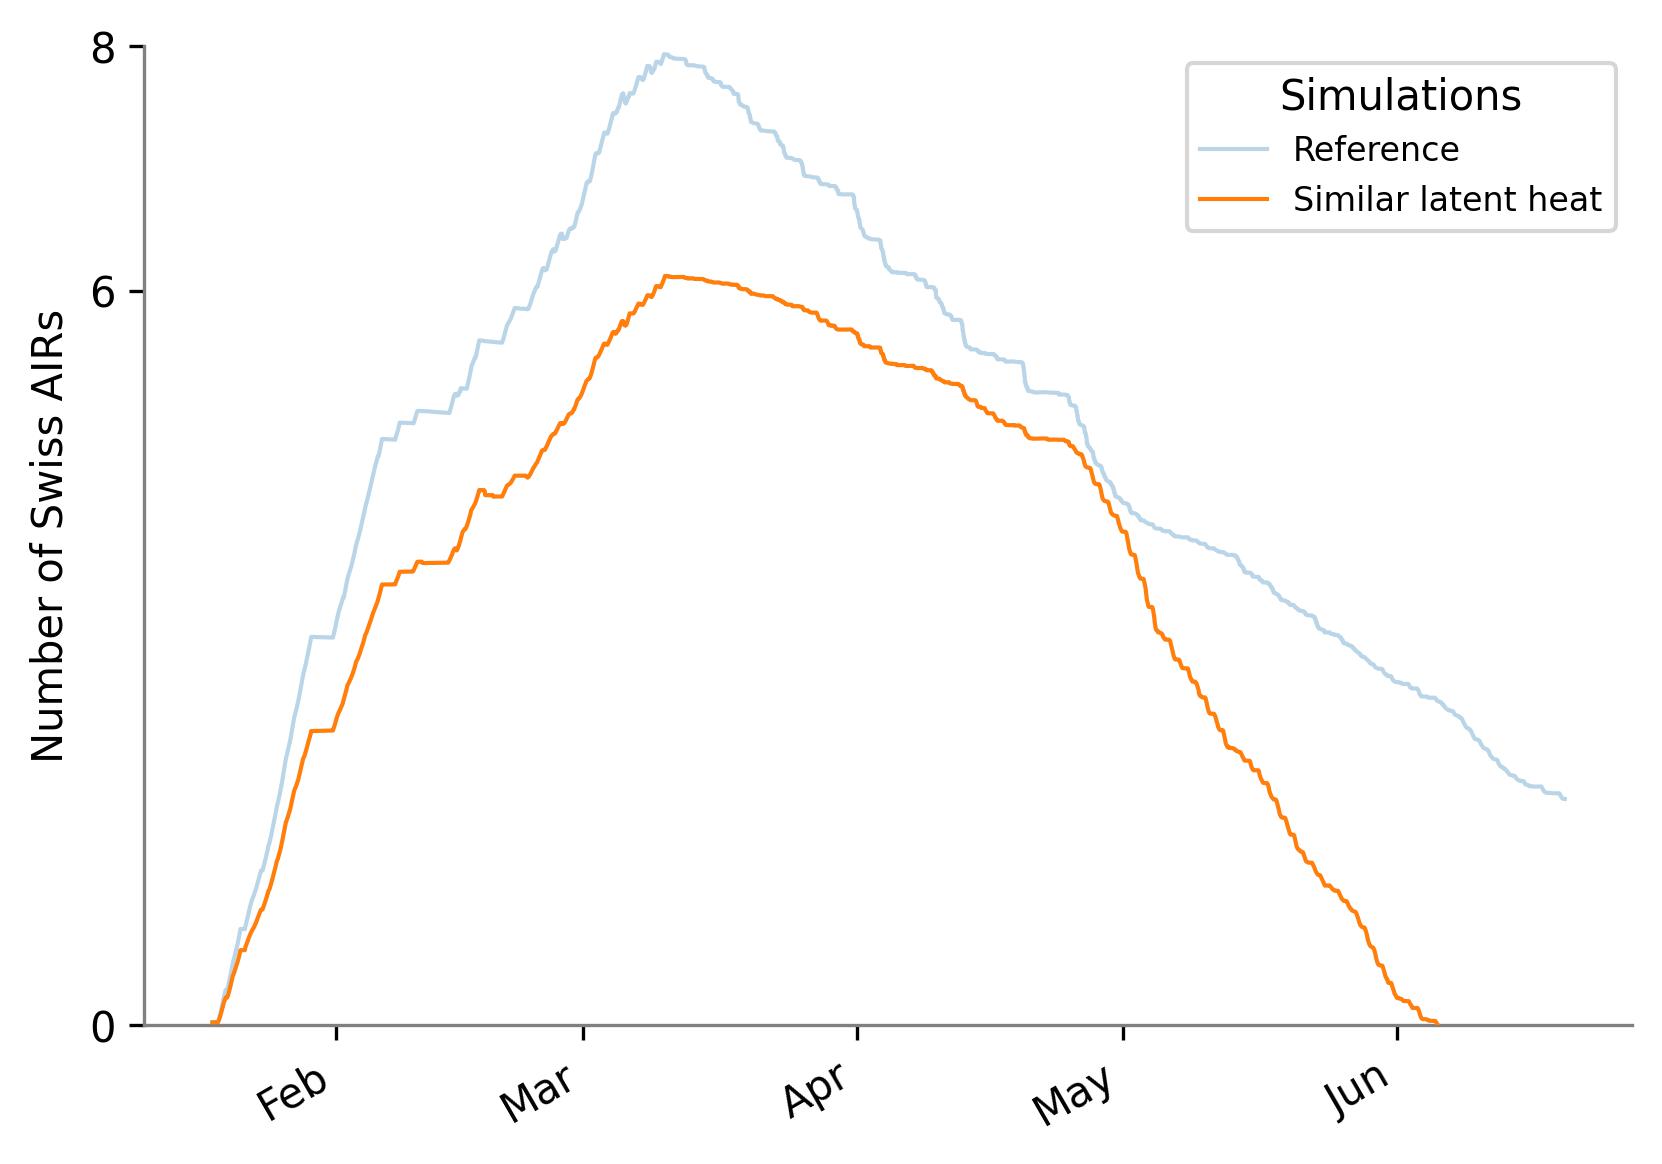 8
6
0
Number of Swiss AIRs
Feb
Mar
Apr
May
Jun
Simulations
Reference
Similar latent heat